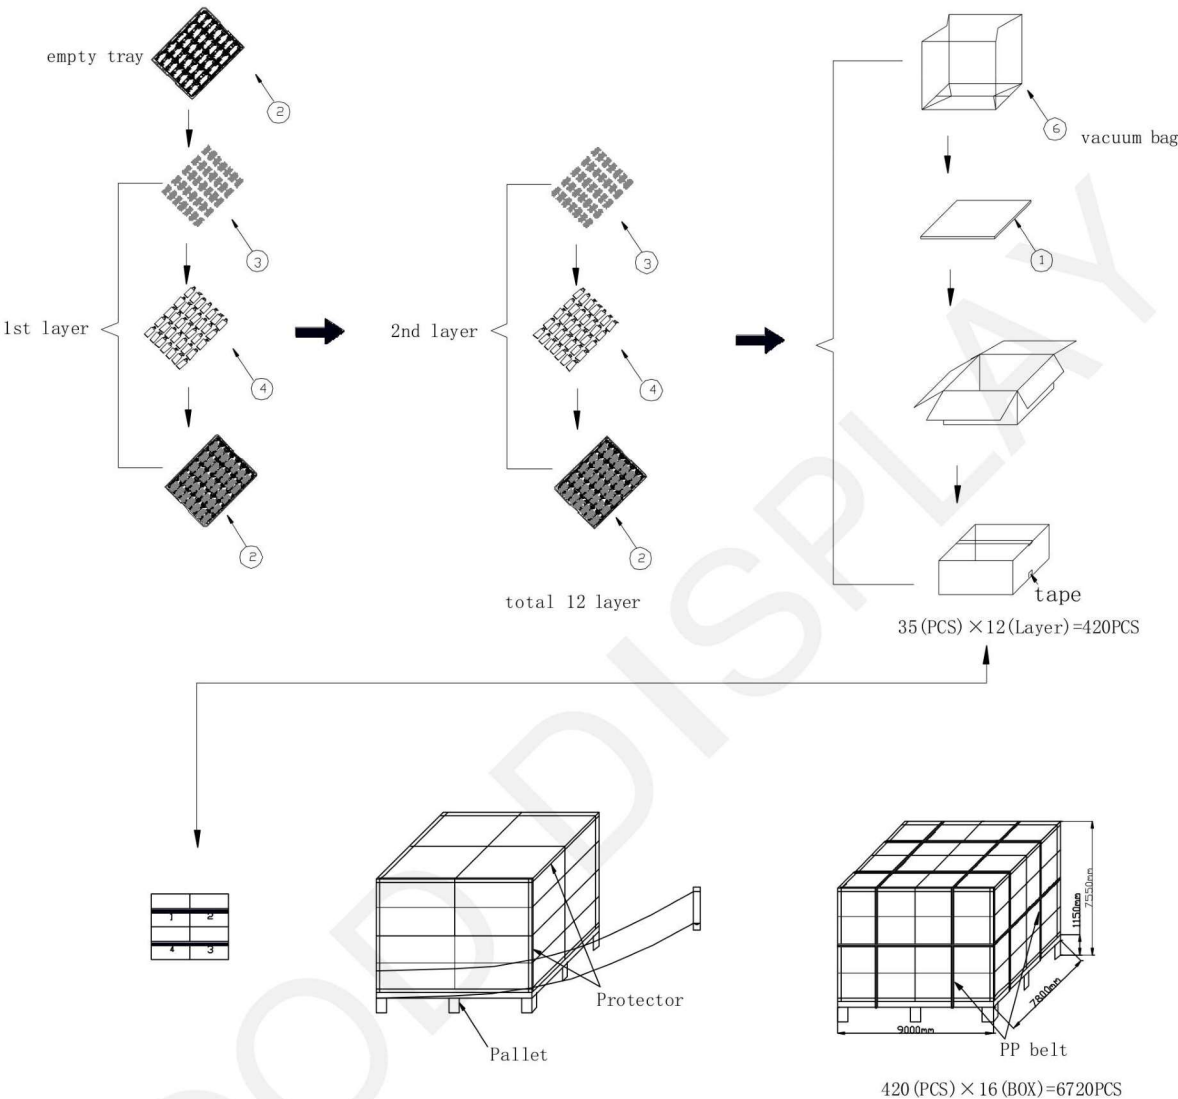 empty tray
2
6
vacuum bag
3
3
1
1st layer
2nd layer
4
4
2
2
total 12 layer
tape
35(PCS)×12(Layer)=420PCS
1 2
4 3
Protector
Pallet
1150mm
7550mm
7800mm
9000mm
PP belt
420(PCS)×16(BOX)=6720PCS
OOD DISPLAY